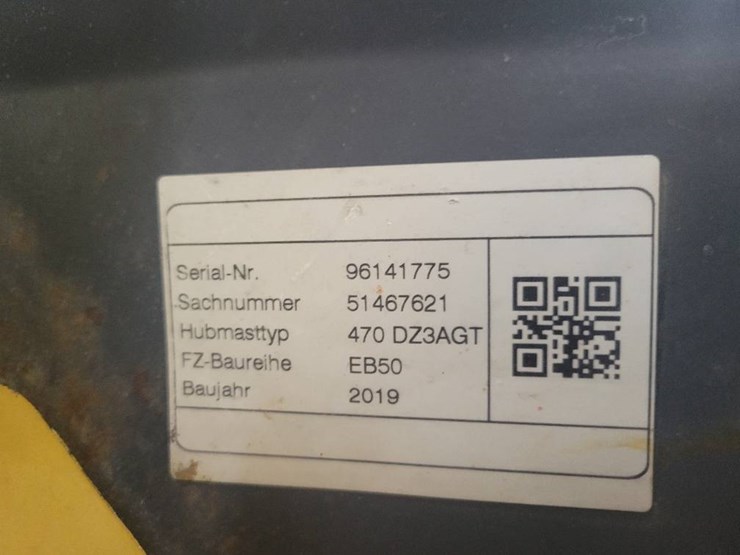 Serial-Nr. 96141775
Sachnummer 51467621
Hubmasttyp 470 DZ3AGT
FZ-Baureihe EB50
Baujahr 2019